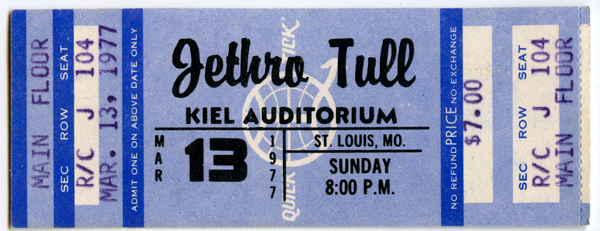 MAIN FLOOR
SEC ROW SEAT
R/C J 104
MAR. 13, 1977
ADMIT ONE ON ABOVE DATE ONLY
Jethro Tull
KIEL AUDITORIUM
MAR 13 1977
ST. LOUIS, MO.
SUNDAY
8:00 P.M.
QUICK TICK'
NO REFUND PRICE NO EXCHANGE
$7.00
R/C J 104
SEC ROW SEAT
MAIN FLOOR